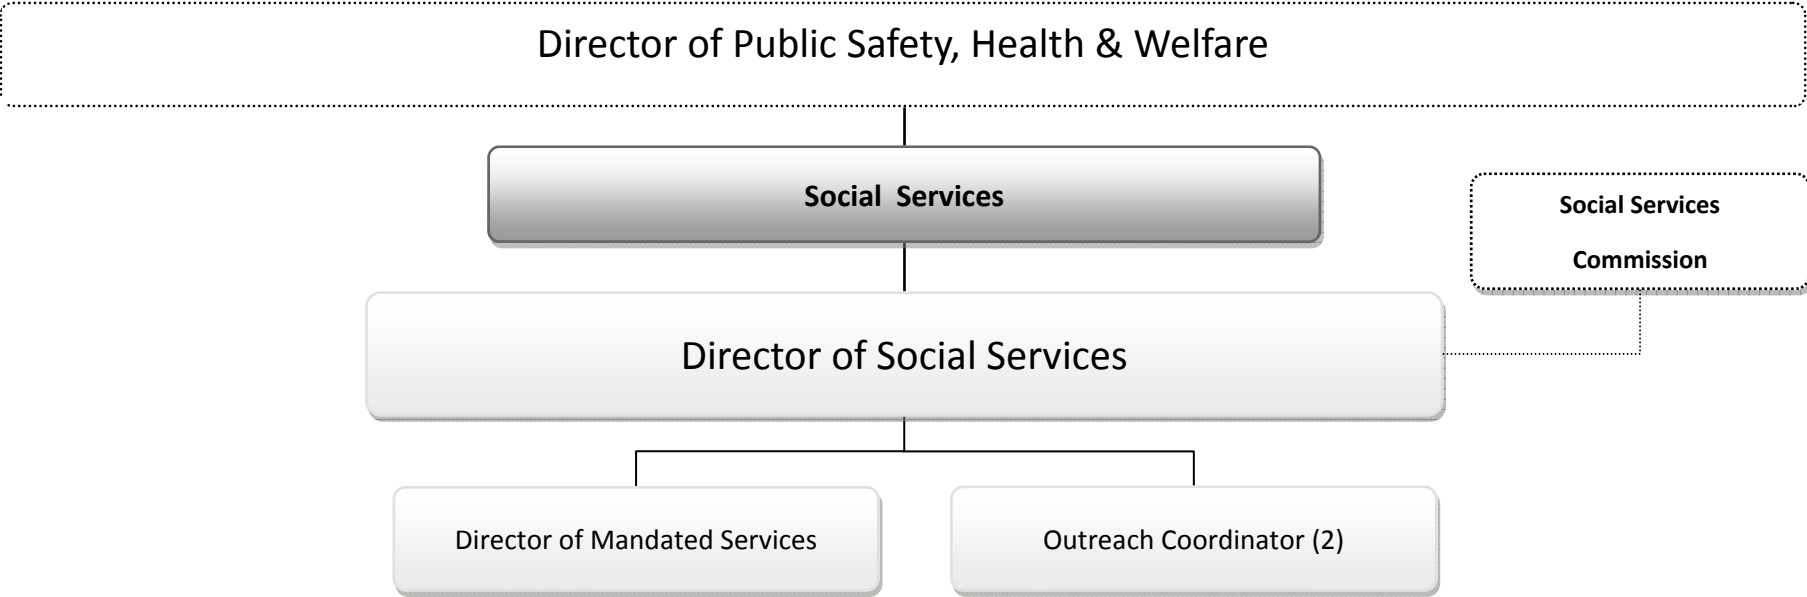 Director of Public Safety, Health & Welfare
Social Services
Social Services
Commission
Director of Social Services
Director of Mandated Services
Outreach Coordinator (2)